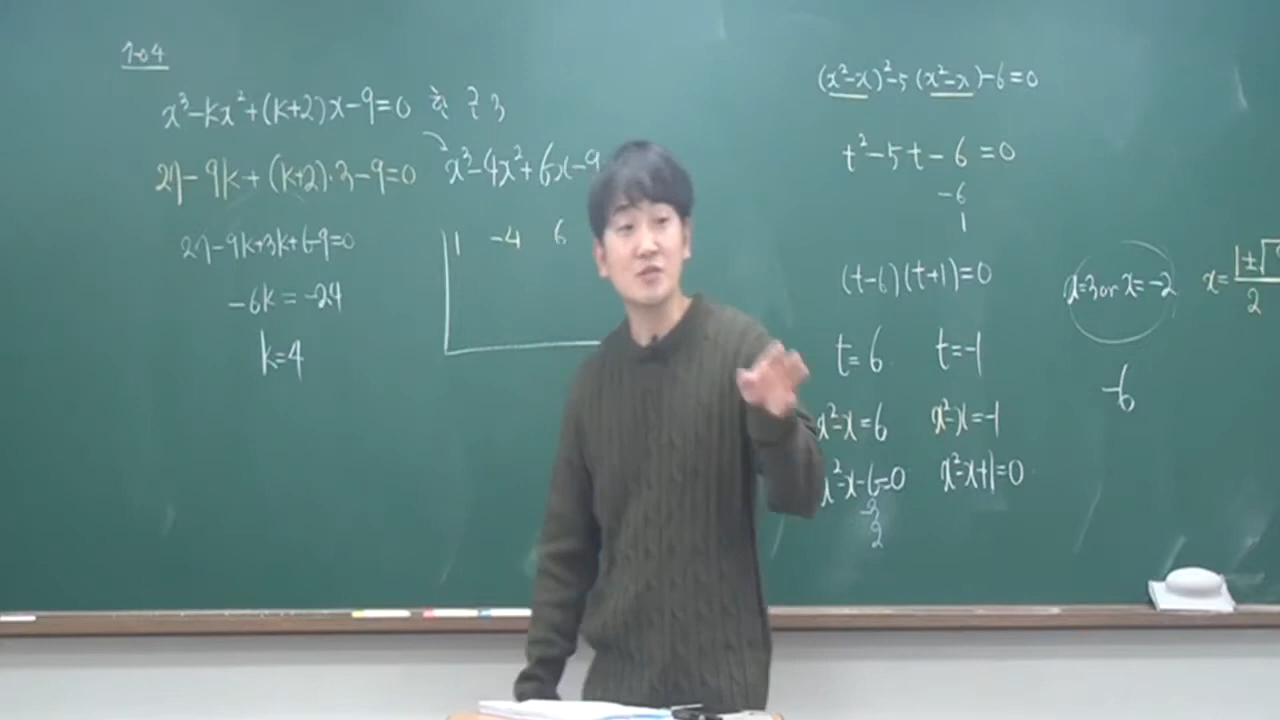 704
x³-kx²+(k+2)x-9=0 한 근 3
27-9k+(k+2)·3-9=0
27-9k+3k+6-9=0
-6k=-24
k=4
x³-4x²+6x-9
1 -4 6
(x²-x)²-5(x²-x)-6=0
t²-5t-6=0
-6
1
(t-6)(t+1)=0
t=6 t=-1
x²-x=6 x²-x=-1
x²-x-6=0 x²-x+1=0
-3
2
x=3 or x=-2
-6
x= 1±√
2